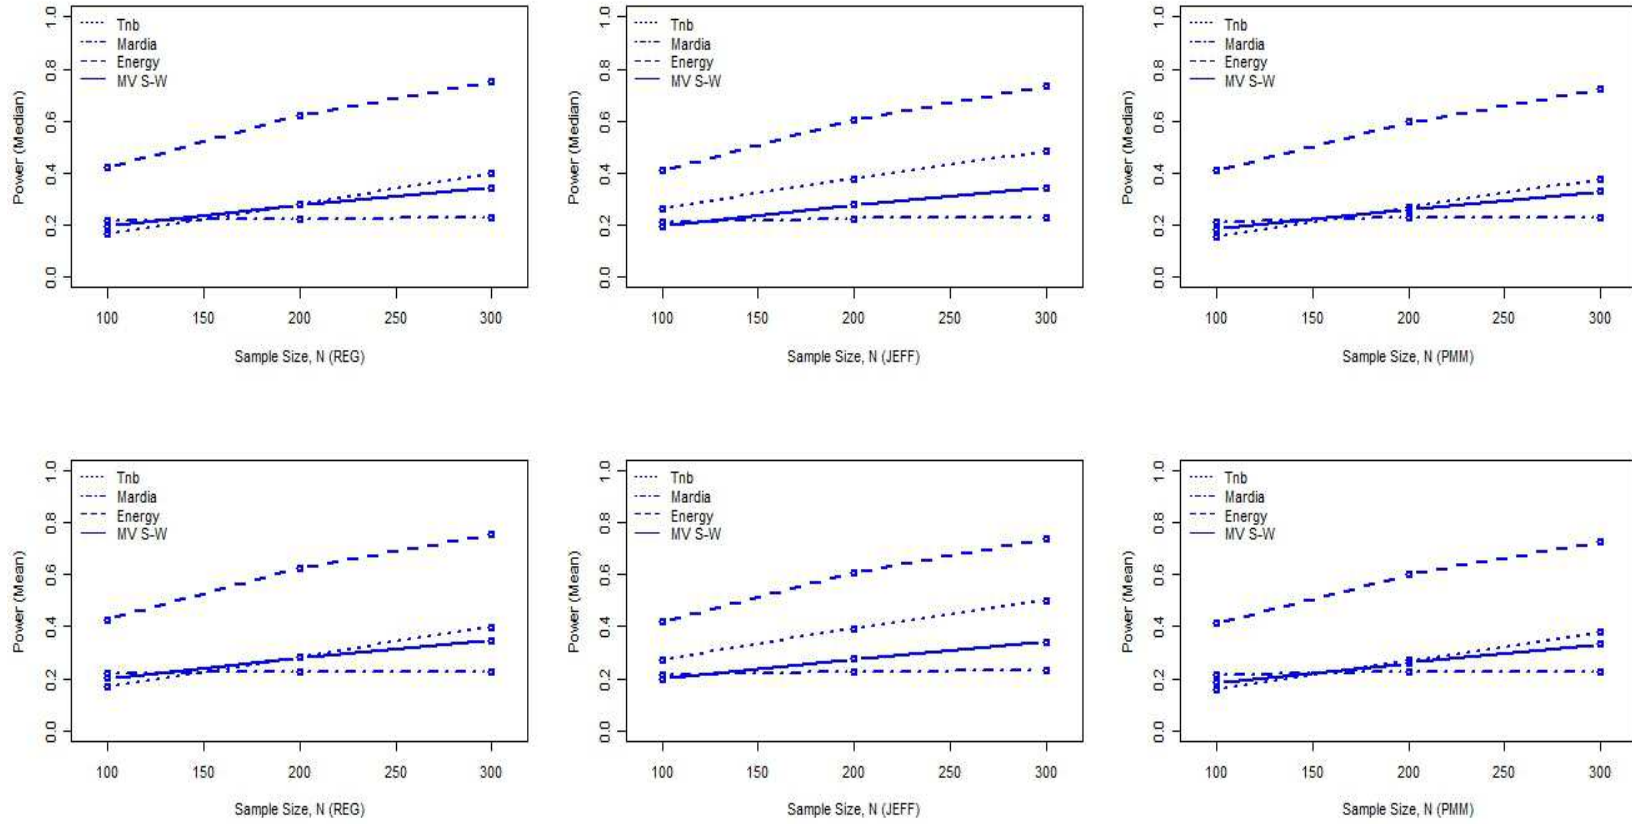 Power (Median)
1.0
0.8
0.6
0.4
0.2
0.0
Tnb
Mardia
Energy
MV S-W
100 150 200 250 300
Sample Size, N (REG)
Power (Median)
1.0
0.8
0.6
0.4
0.2
0.0
Tnb
Mardia
Energy
MV S-W
100 150 200 250 300
Sample Size, N (JEFF)
Power (Median)
1.0
0.8
0.6
0.4
0.2
0.0
Tnb
Mardia
Energy
MV S-W
100 150 200 250 300
Sample Size, N (PMM)
Power (Mean)
1.0
0.8
0.6
0.4
0.2
0.0
Tnb
Mardia
Energy
MV S-W
100 150 200 250 300
Sample Size, N (REG)
Power (Mean)
1.0
0.8
0.6
0.4
0.2
0.0
Tnb
Mardia
Energy
MV S-W
100 150 200 250 300
Sample Size, N (JEFF)
Power (Mean)
1.0
0.8
0.6
0.4
0.2
0.0
Tnb
Mardia
Energy
MV S-W
100 150 200 250 300
Sample Size, N (PMM)